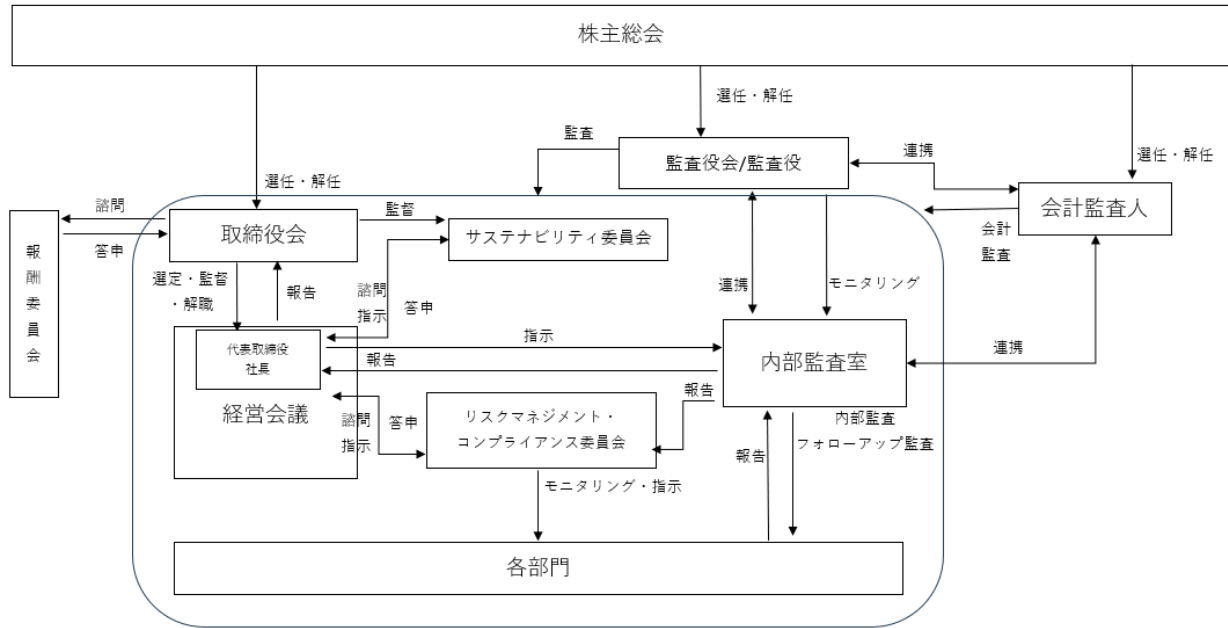 株主総会
選任・解任
監査
監査役会/監査役
連携
選任・解任
選任・解任
諮問
取締役会
監督
サステナビリティ委員会
会計監査人
答申
会計
監査
報酬委員会
選定・監督
・解職
報告
諮問
指示
答申
連携
モニタリング
代表取締役
社長
指示
報告
内部監査室
連携
経営会議
諮問
指示
答申
リスクマネジメント・
コンプライアンス委員会
報告
内部監査
フォローアップ監査
報告
モニタリング・指示
各部門